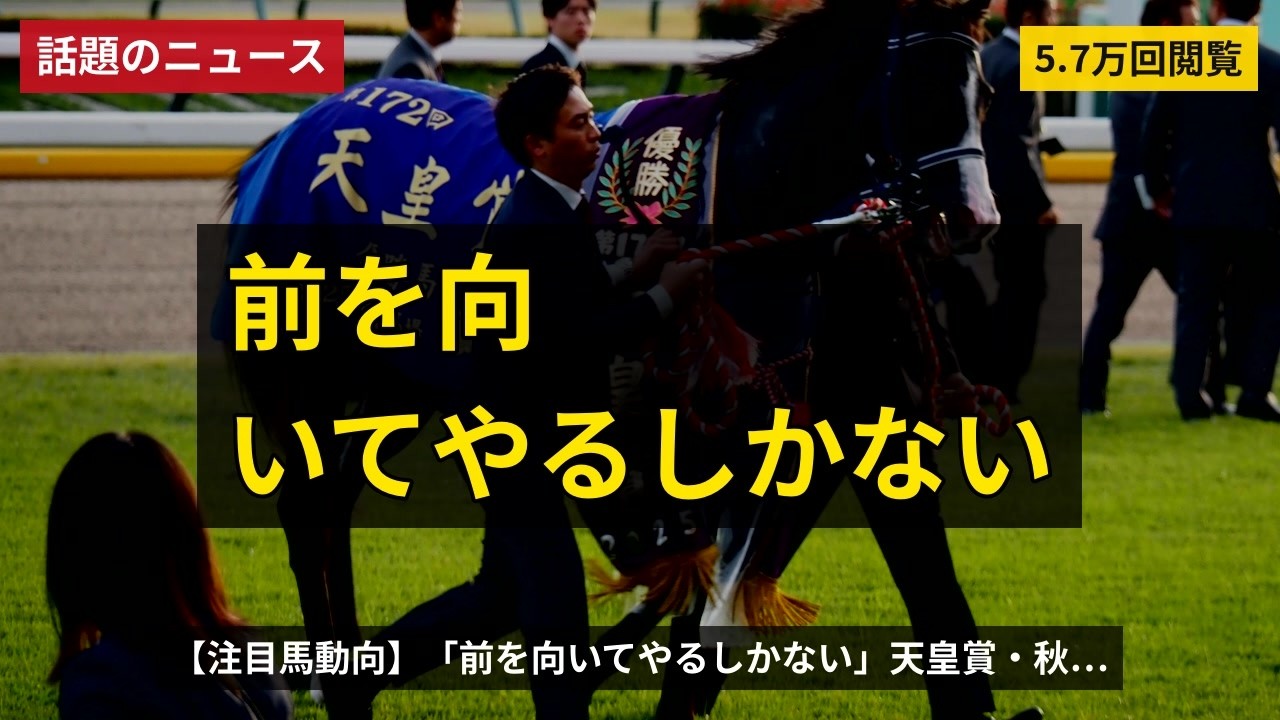 話題のニュース
5.7万回閲覧
第172回
天皇賞
優勝
前を向
いてやるしかない
2025
【注目馬動向】「前を向いてやるしかない」天皇賞・秋…